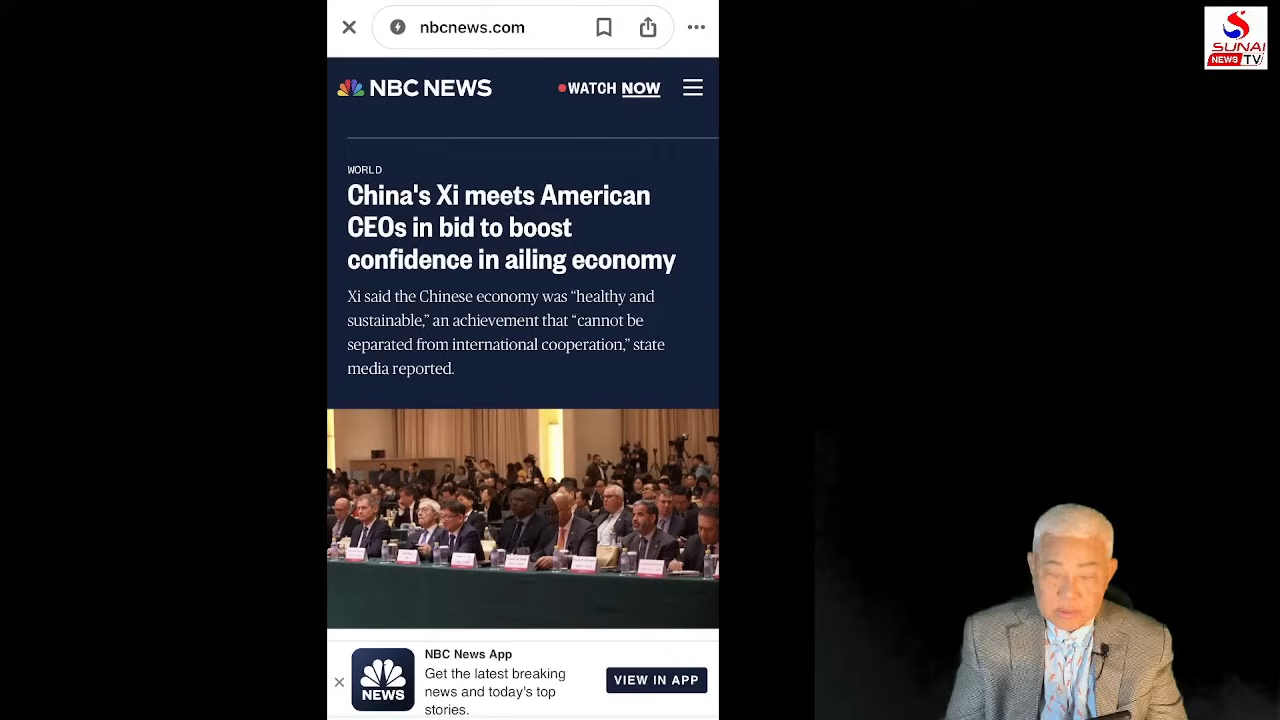 nbcnews.com
SUNAI
NEWS TV
NBC NEWS
WATCH NOW
WORLD
China's Xi meets American
CEOs in bid to boost
confidence in ailing economy
Xi said the Chinese economy was “healthy and
sustainable,” an achievement that “cannot be
separated from international cooperation,” state
media reported.
NBC News App
Get the latest breaking
news and today's top
stories.
NEWS
VIEW IN APP